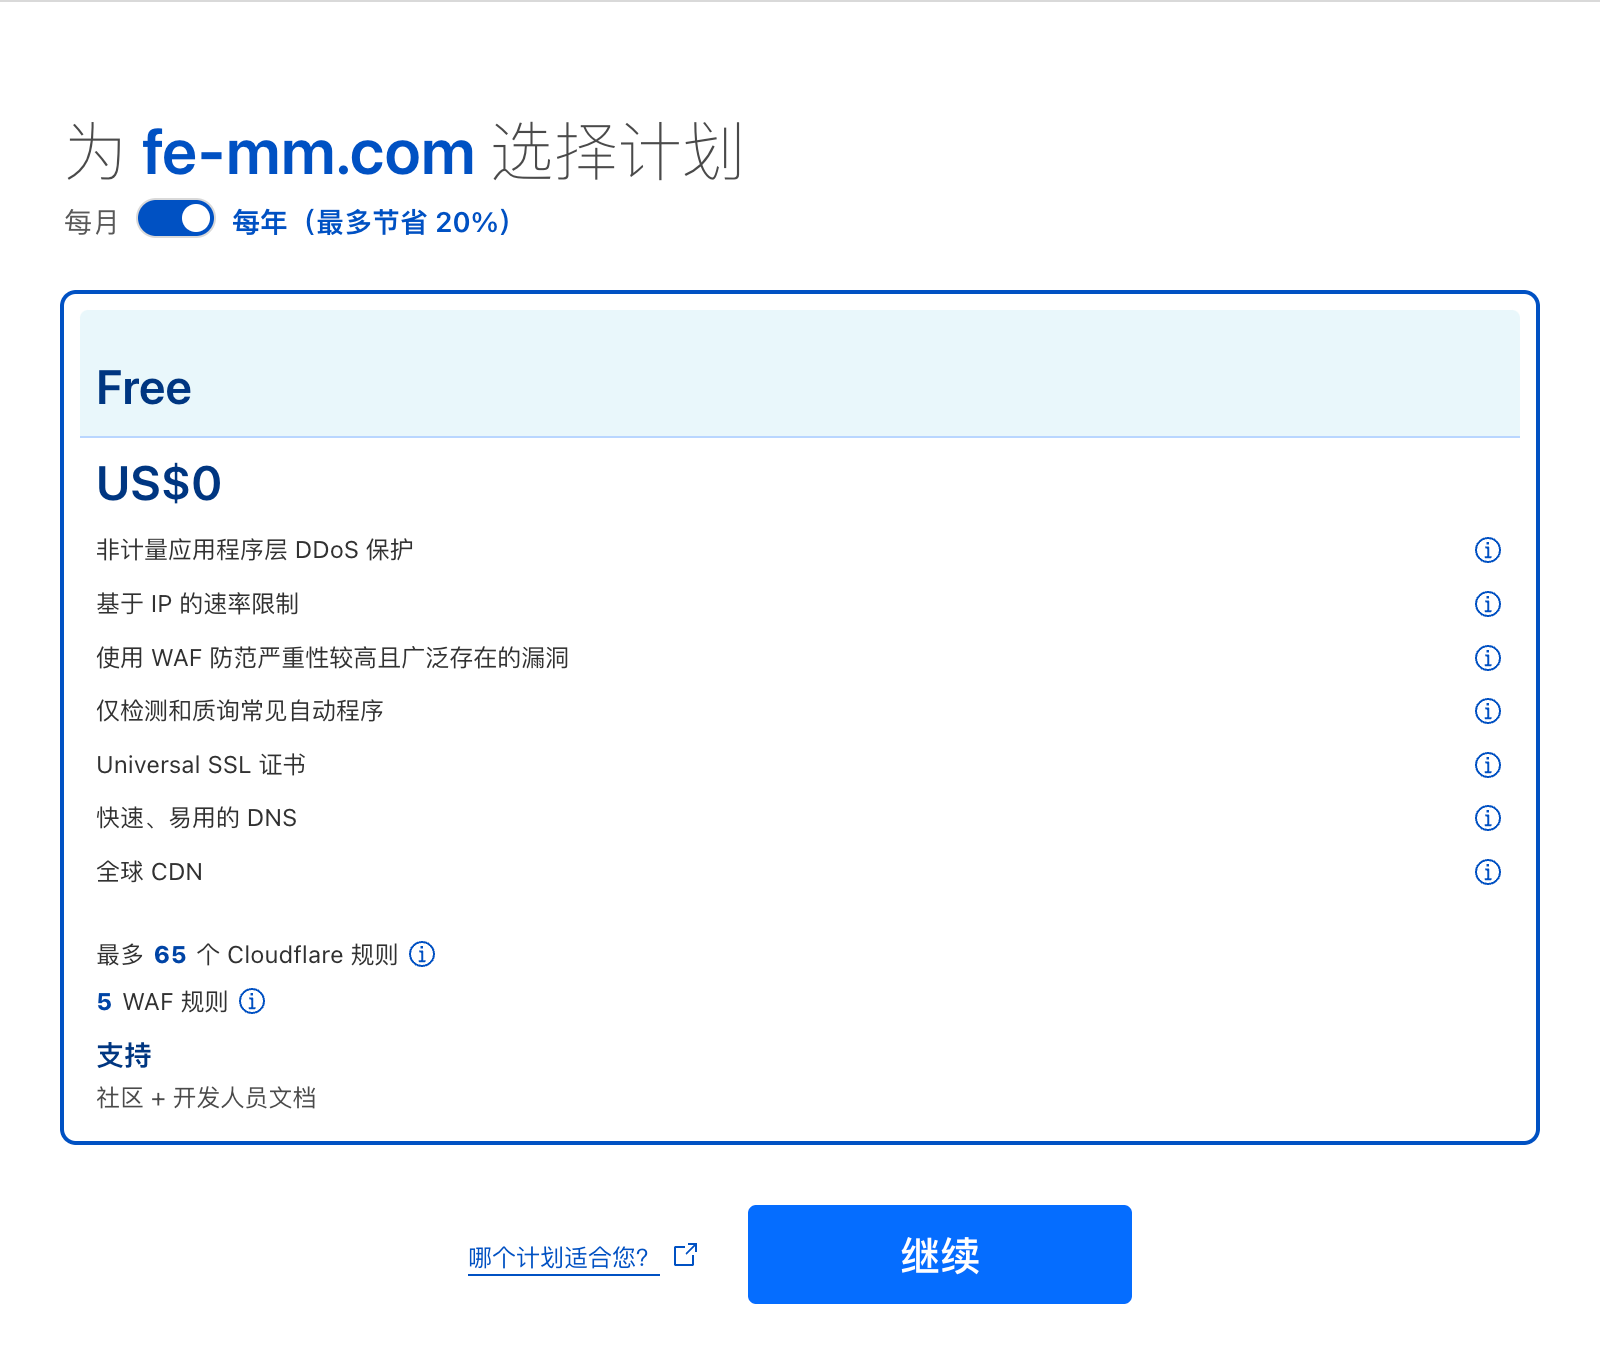 为 fe-mm.com 选择计划
每月 每年（最多节省 20%）
Free
US$0
非计量应用程序层 DDoS 保护
基于 IP 的速率限制
使用 WAF 防范严重性较高且广泛存在的漏洞
仅检测和质询常见自动程序
Universal SSL 证书
快速、易用的 DNS
全球 CDN
最多 65 个 Cloudflare 规则
5 WAF 规则
支持
社区 + 开发人员文档
哪个计划适合您?
继续